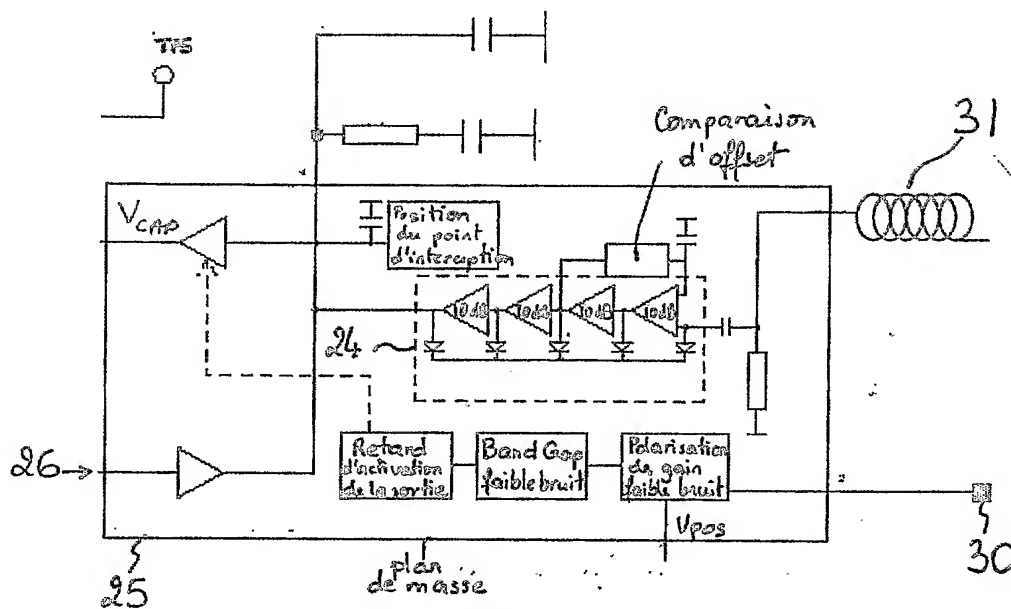 Comparaison
d'offset
31
VCAP
Position
du point
d'interception
10dB
10dB
10dB
10dB
24
26
Retard
d'activation
de la sortie
Band Gap
faible bruit
Polarisation
de gain
faible bruit
Vpos
25
plan
de masse
30